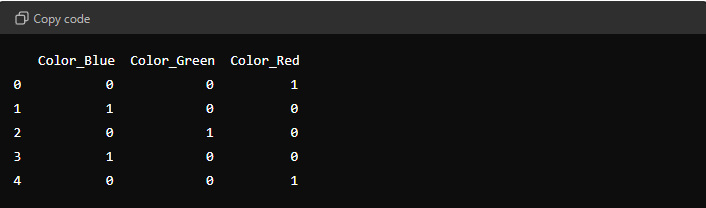 Copy code
Color_Blue Color_Green Color_Red
0 0 0 1
1 1 0 0
2 0 1 0
3 1 0 0
4 0 0 1